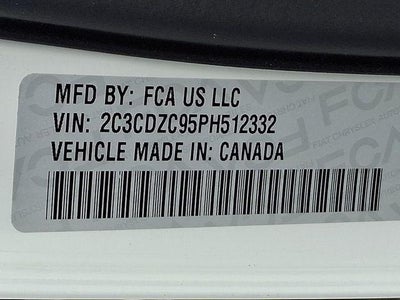 MFD BY: FCA US LLC
VIN: 2C3CDZC95PH512332
VEHICLE MADE IN: CANADA